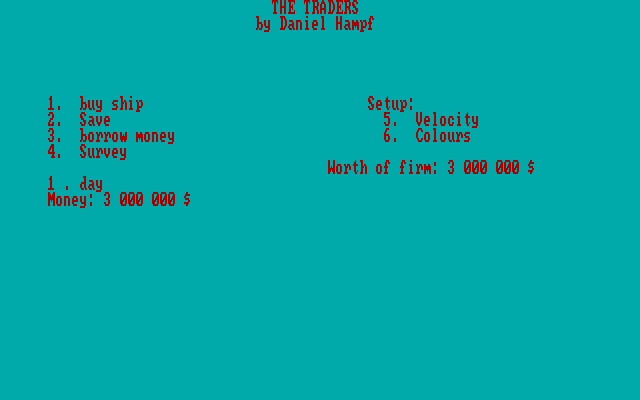 THE TRADERS
by Daniel Hampf
1. buy ship
2. Save
3. borrow money
4. Survey
Setup:
5. Velocity
6. Colours
Worth of firm: 3 000 000 $
1 . day
Money: 3 000 000 $